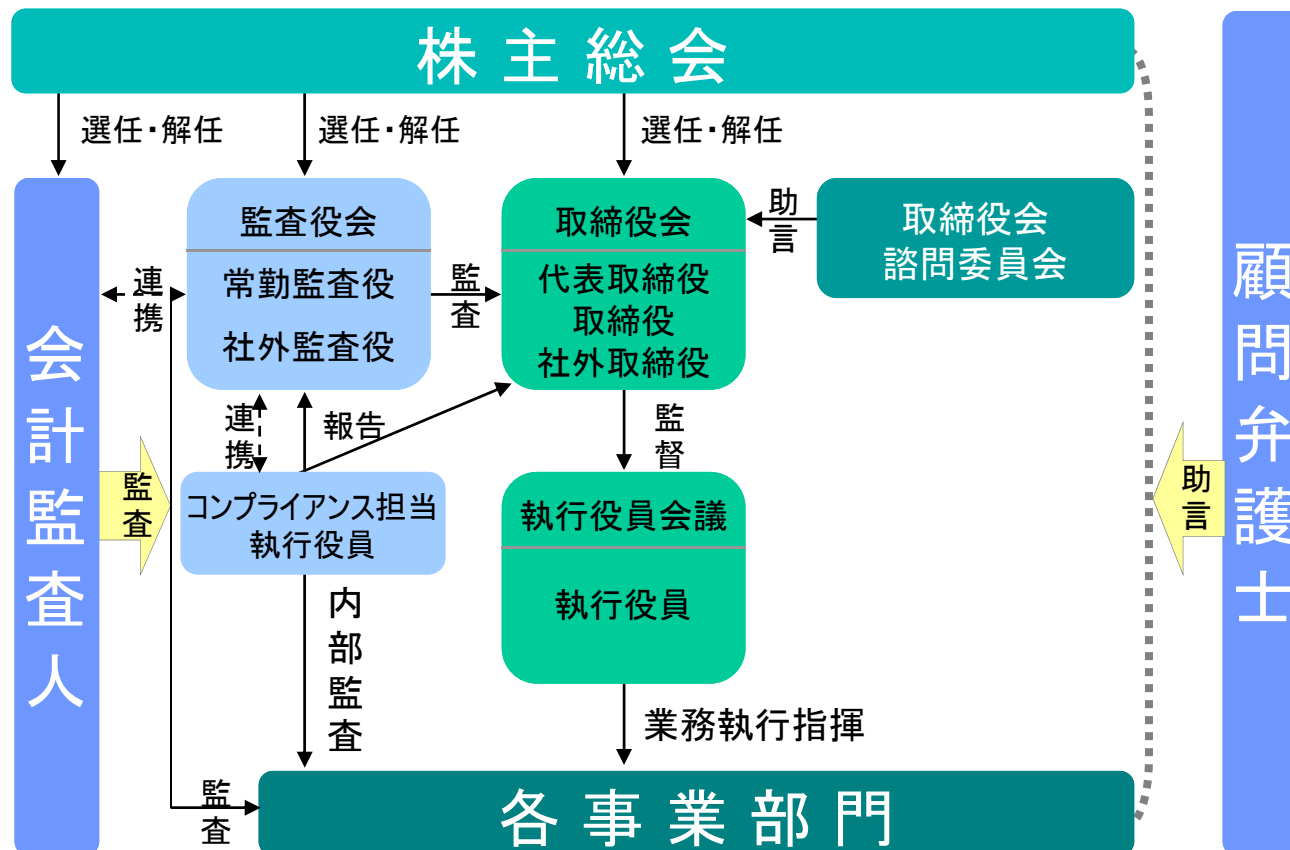 株主総会
選任・解任
選任・解任
選任・解任
監査役会
常勤監査役
社外監査役
取締役会
代表取締役
取締役
社外取締役
助言
取締役会
諮問委員会
連携
監査
会計監査人
顧問弁護士
連携
報告
監督
監査
コンプライアンス担当
執行役員
執行役員会議
執行役員
助言
内部監査
業務執行指揮
監査
各事業部門